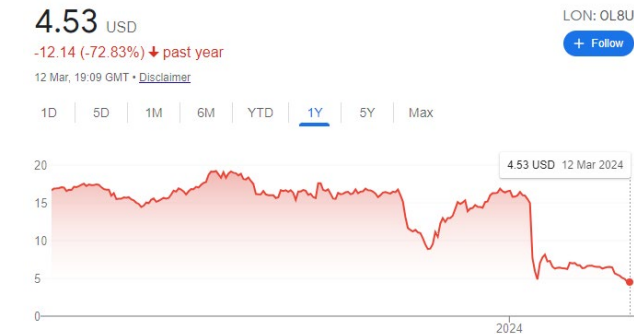 4.53 USD
LON: 0L8U
-12.14 (-72.83%) ↓ past year
+ Follow
12 Mar, 19:09 GMT • Disclaimer
1D 5D 1M 6M YTD 1Y 5Y Max
4.53 USD 12 Mar 2024
20
15
10
5
0
2024